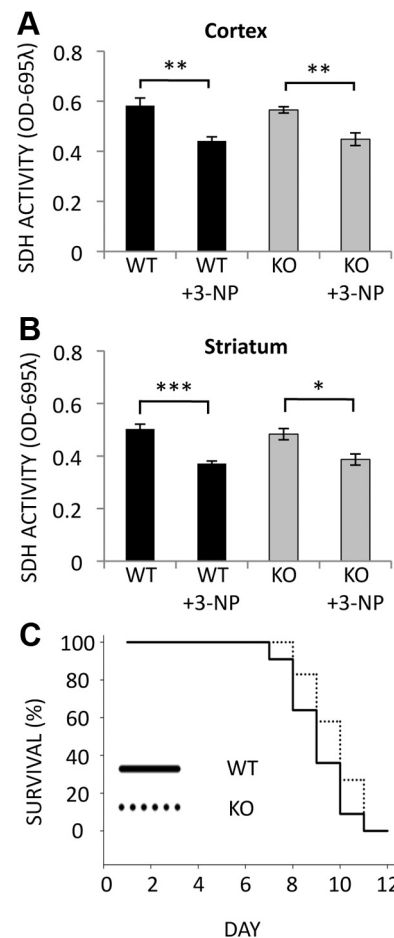 A
Cortex
0.8
0.6
0.4
0.2
0
SDH ACTIVITY (OD-695λ)
**
**
WT
WT
KO
KO
+3-NP
+3-NP
B
Striatum
0.8
0.6
0.4
0.2
0
SDH ACTIVITY (OD-695λ)
***
*
WT
WT
KO
KO
+3-NP
+3-NP
C
100
80
60
40
20
0
SURVIVAL (%)
WT
KO
0 2 4 6 8 10 12
DAY